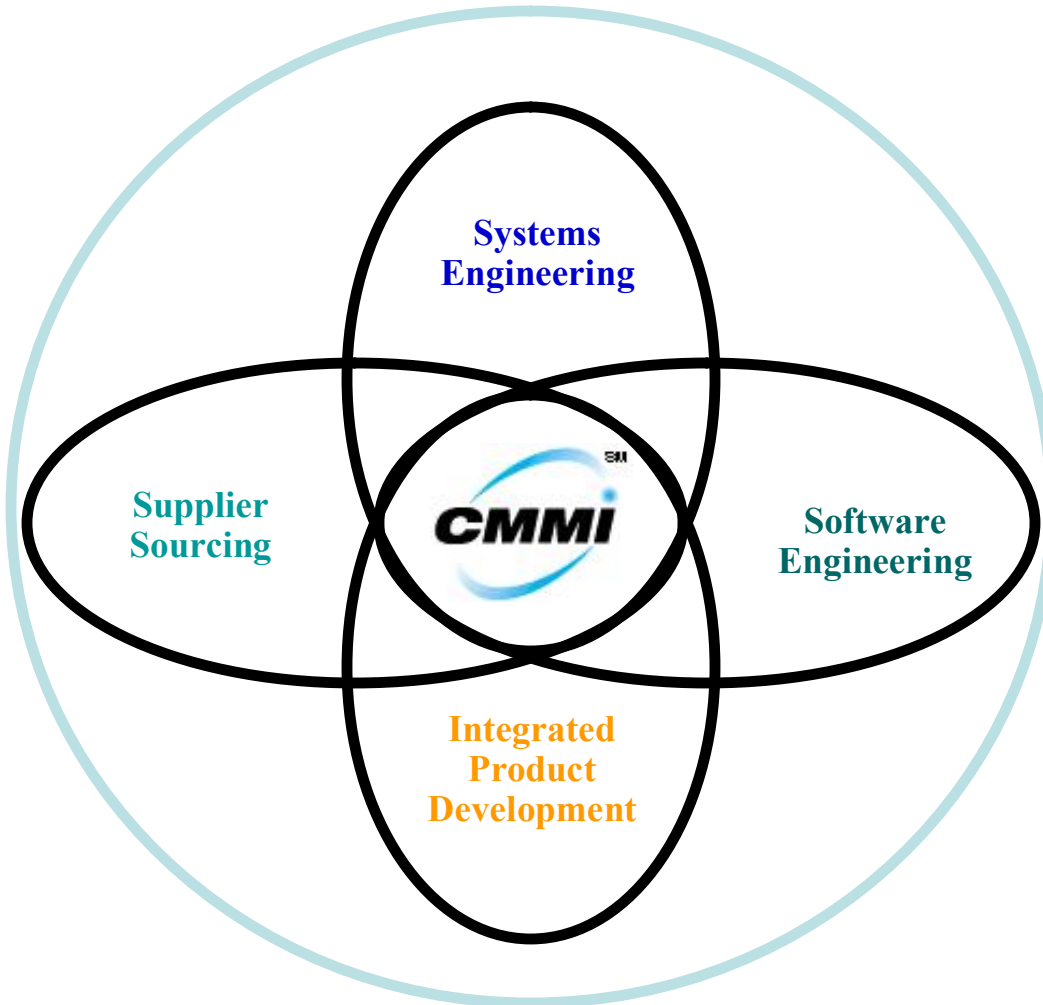 Systems
Engineering
Supplier
Sourcing
SM
CMMi
Software
Engineering
Integrated
Product
Development